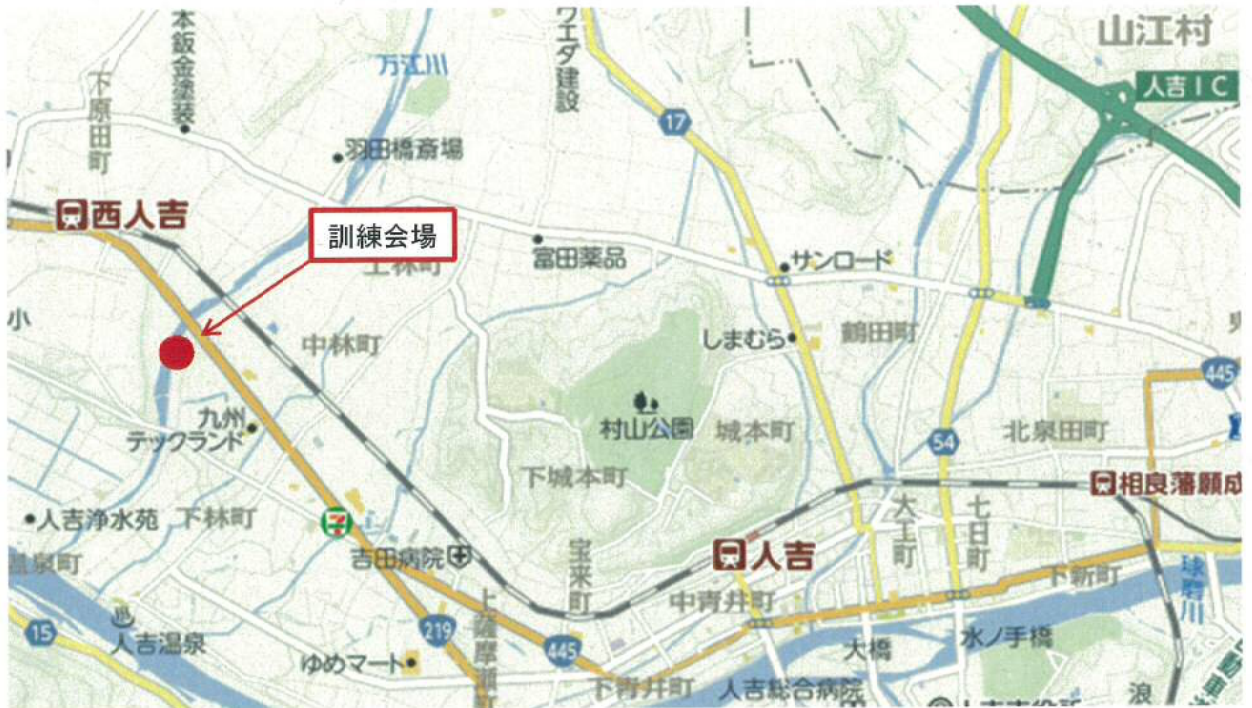 山江村
本鈑金塗装
ワエダ建設
万江川
下原田町
人吉IC
17
羽田橋斎場
西人吉
訓練会場
上林町
富田薬品
サンロード
小
中林町
しまむら
鶴田町
445
九州
テックランド
村山公園
城本町
54
北泉田町
下城本町
相良藩願成
人吉浄水苑
下林町
大工町
七日町
吉田病院
宝来町
人吉
温泉町
中青井町
下新町
球磨川
15
人吉温泉
上薩摩瀬町
219
445
大橋
水ノ手橋
ゆめマート
下青井町
人吉総合病院
浪